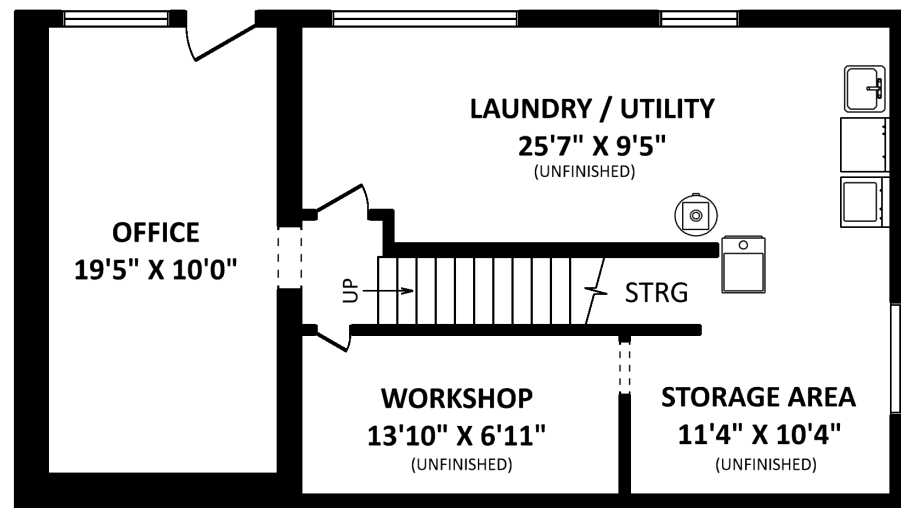 LAUNDRY / UTILITY
25'7" X 9'5"
(UNFINISHED)
OFFICE
19'5" X 10'0"
UP
STRG
WORKSHOP
13'10" X 6'11"
(UNFINISHED)
STORAGE AREA
11'4" X 10'4"
(UNFINISHED)